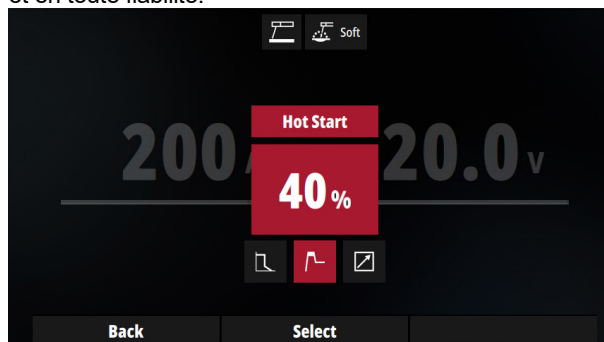 et en toute fiabilité.
Soft
Hot Start
200 A 20.0 V
40 %
Back Select